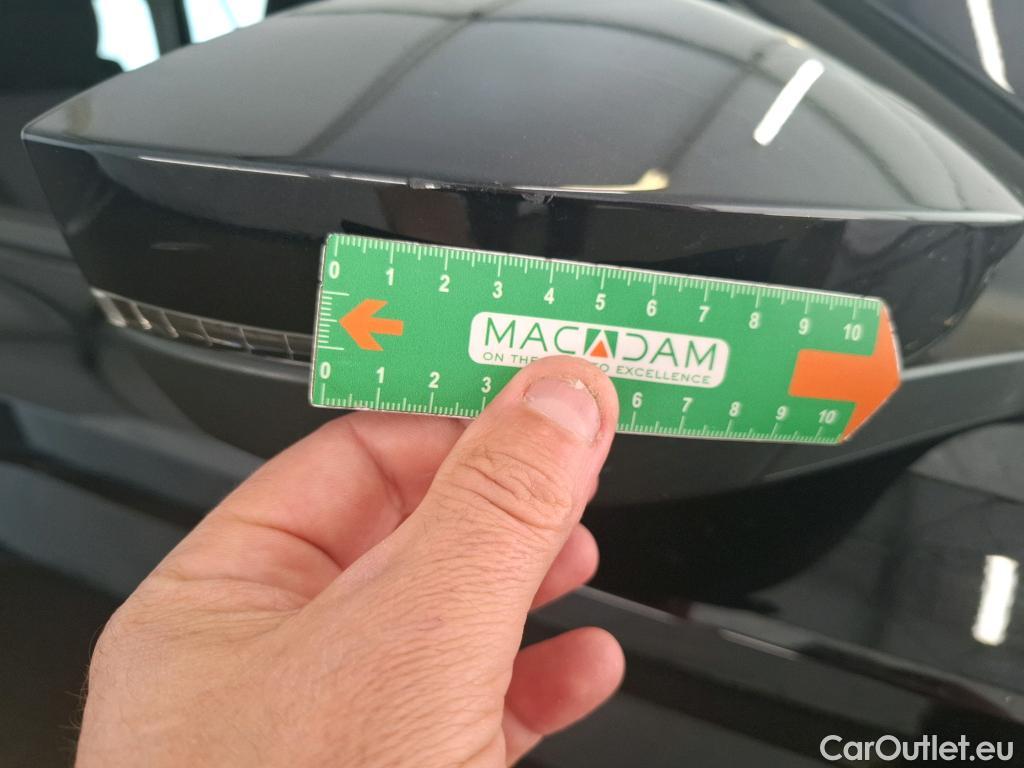 0 1 2 3 4 5 6 7 8 9 10
MACADAM
ON THE EXCELLENCE
0 1 2 3 6 7 8 9 10
CarOutlet.eu